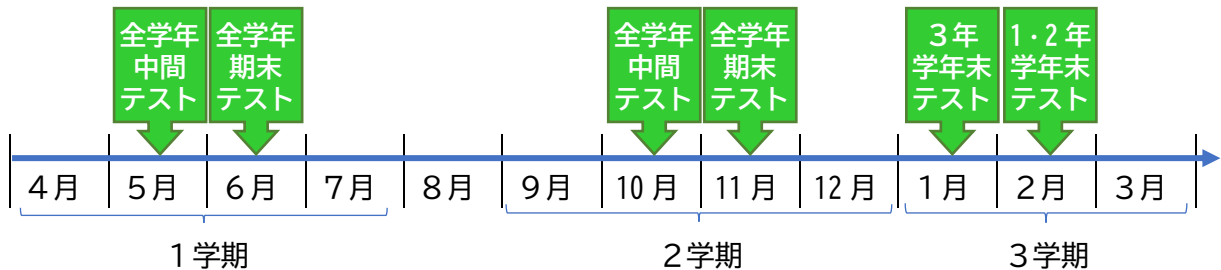 全学年
中間
テスト
全学年
期末
テスト
全学年
中間
テスト
全学年
期末
テスト
３年
学年末
テスト
1・2年
学年末
テスト
４月
５月
６月
７月
８月
９月
10月
11月
12月
１月
２月
３月
１学期
２学期
３学期